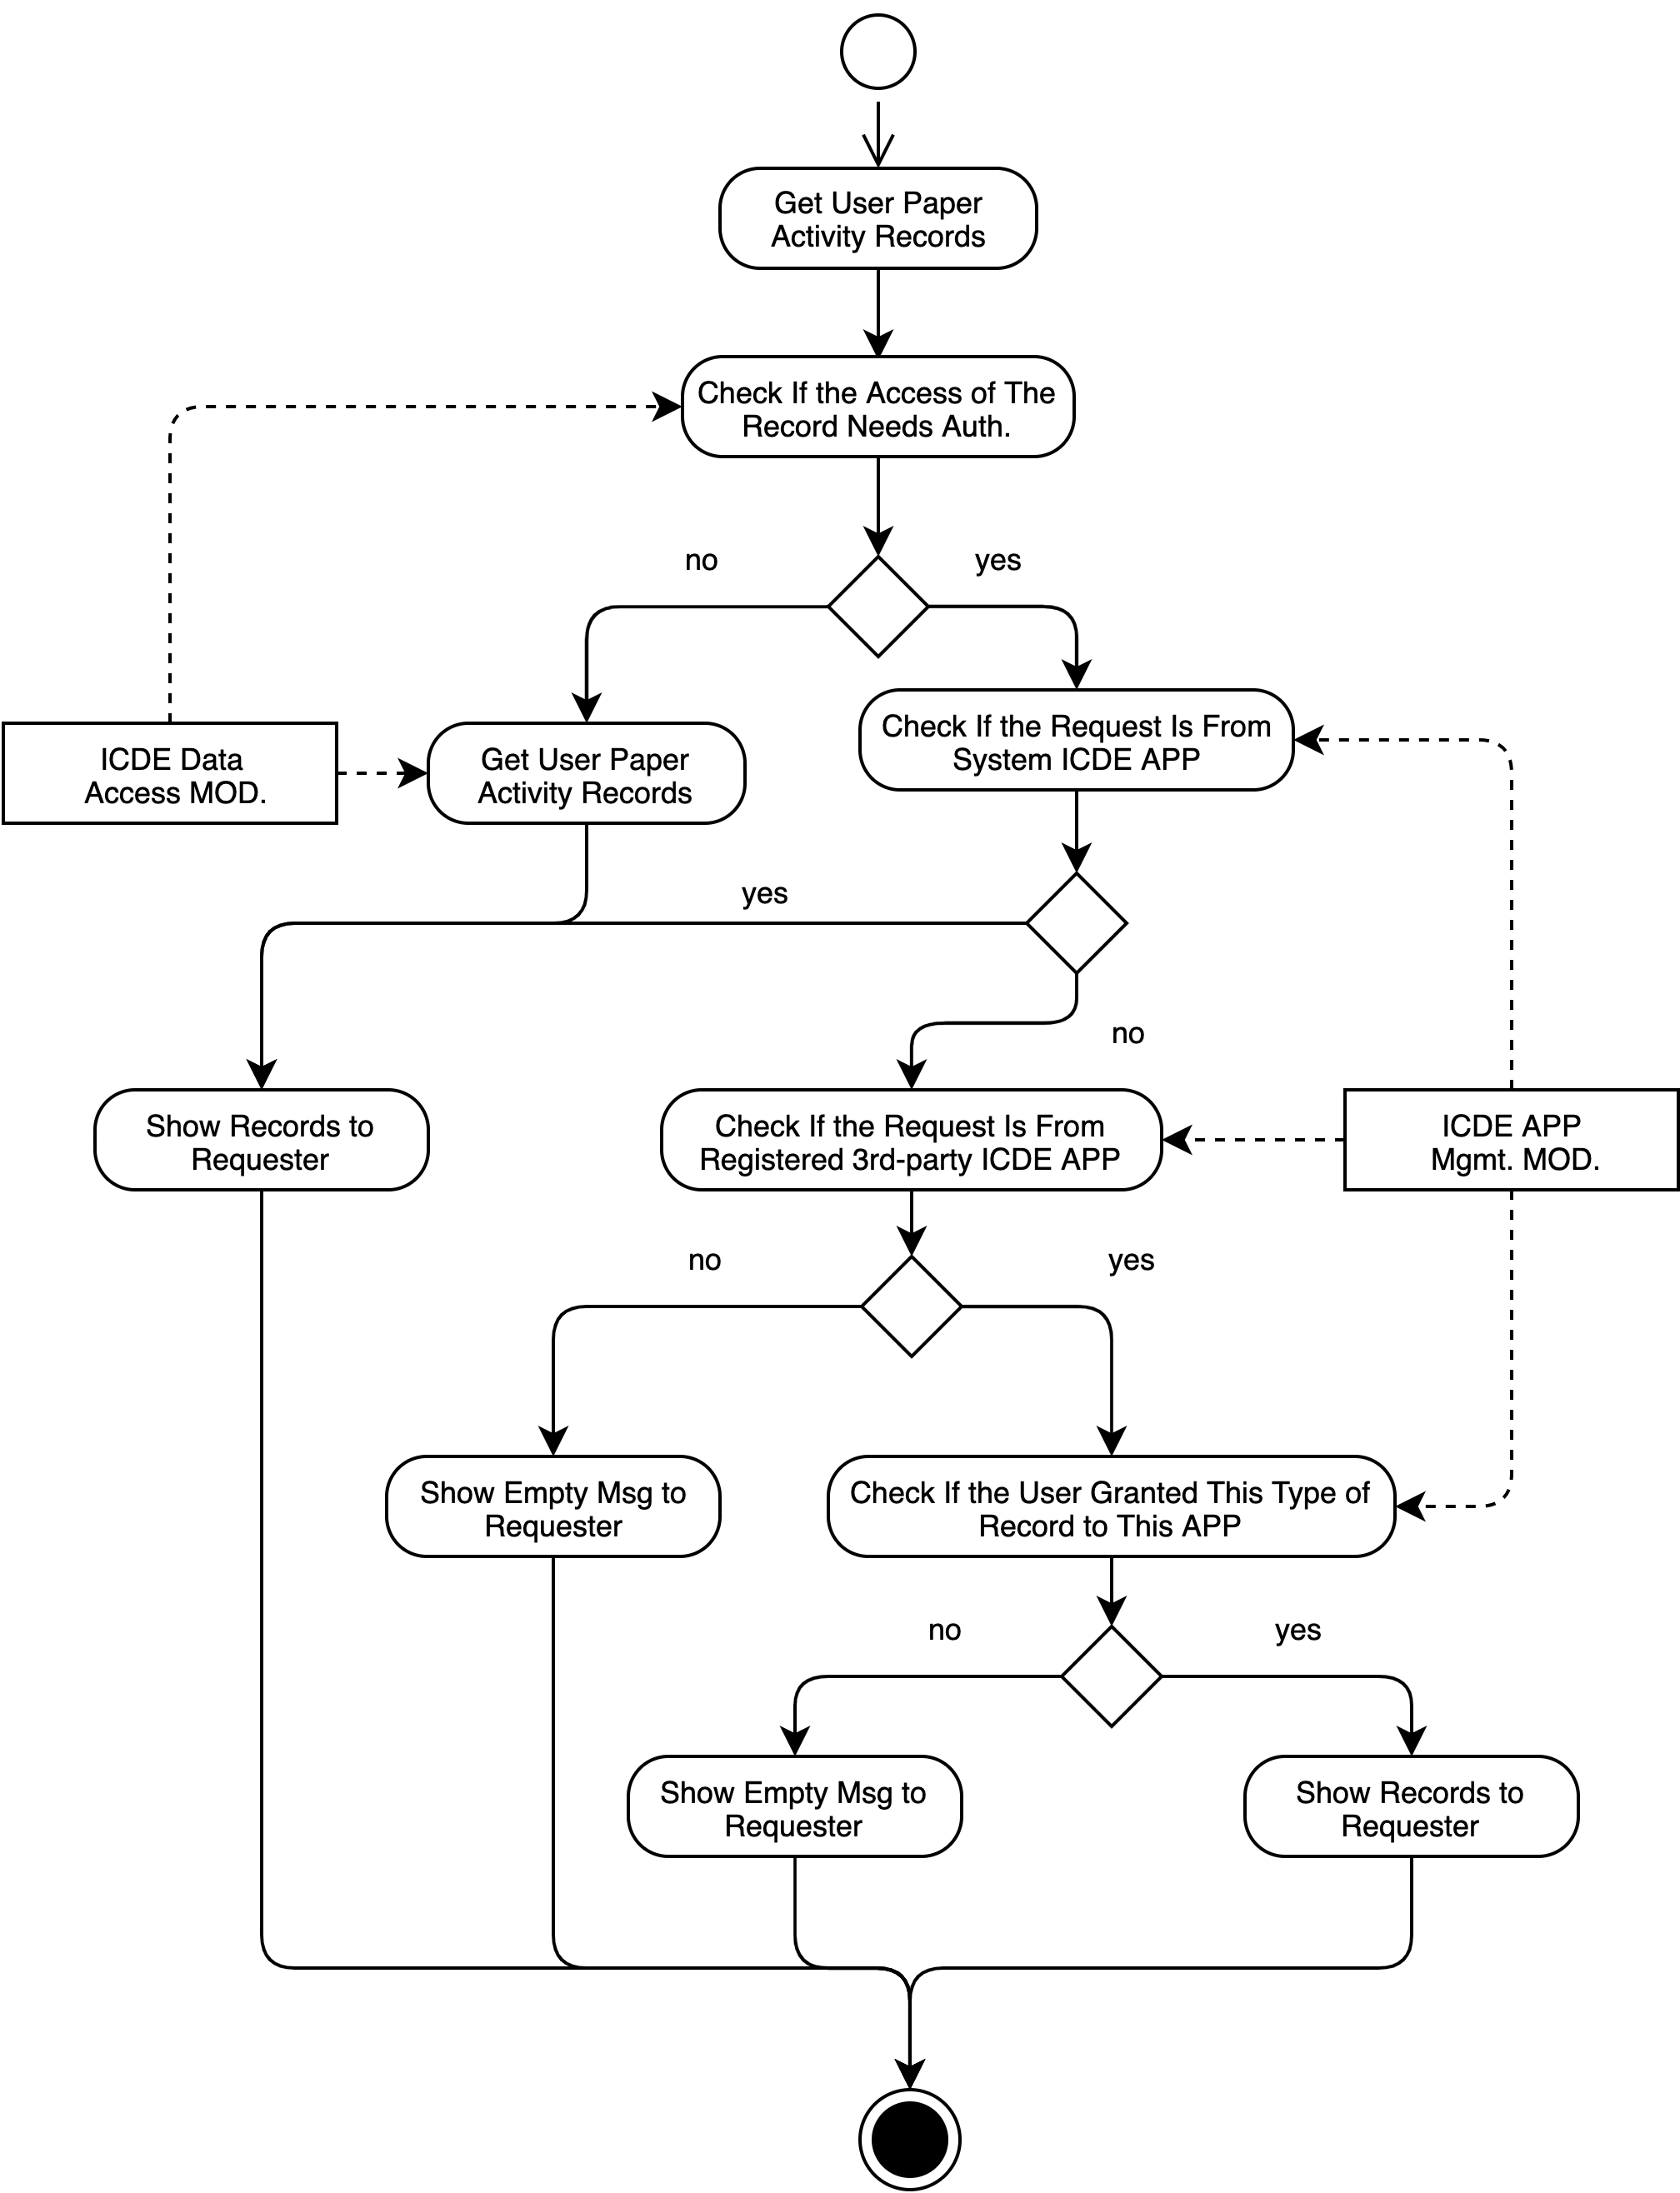 Get User Paper
Activity Records
Check If the Access of The
Record Needs Auth.
no
yes
ICDE Data
Access MOD.
Get User Paper
Activity Records
Check If the Request Is From
System ICDE APP
yes
no
Show Records to
Requester
Check If the Request Is From
Registered 3rd-party ICDE APP
ICDE APP
Mgmt. MOD.
no
yes
Show Empty Msg to
Requester
Check If the User Granted This Type of
Record to This APP
no
yes
Show Empty Msg to
Requester
Show Records to
Requester